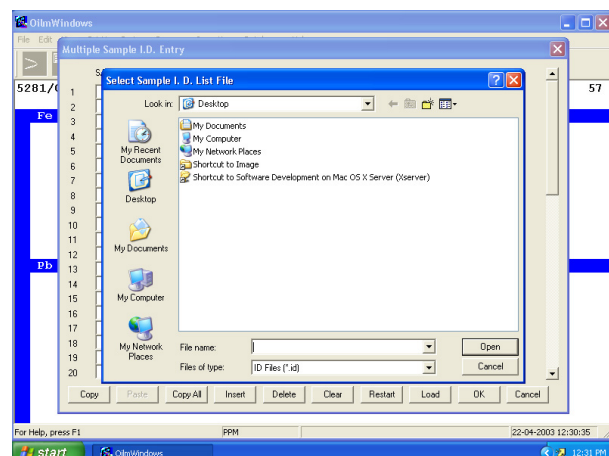 OilmWindows
File Edit
Multiple Sample I.D. Entry
Select Sample I. D. List File
Look in: Desktop
5281/0
57
Fe
Pb
1
2
3
4
5
6
7
8
9
10
11
12
13
14
15
16
17
18
19
20
My Recent
Documents
Desktop
My Documents
My Computer
My Network
Places
My Documents
My Computer
My Network Places
Shortcut to Image
Shortcut to Software Development on Mac OS X Server (Xserver)
File name:
Open
Files of type: ID Files (*.id)
Cancel
Copy Paste Copy All Insert Delete Clear Restart Load OK Cancel
For Help, press F1 PPM 22-04-2003 12:30:35
start OilmWindows 12:31 PM